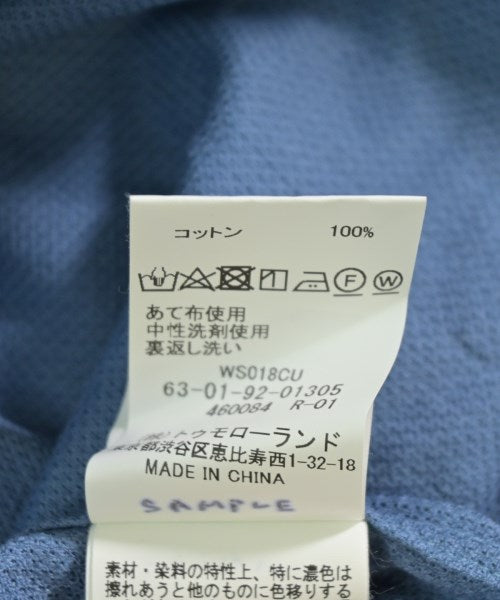 コットン 100%
F W
あて布使用
中性洗剤使用
裏返し洗い
WS018CU
63-01-92-01305
460084 R-01
トゥモローランド
東京都渋谷区恵比寿西1-32-18
MADE IN CHINA
SAMPLE
素材・染料の特性上、特に濃色は
擦れあうと他のものに色移りする